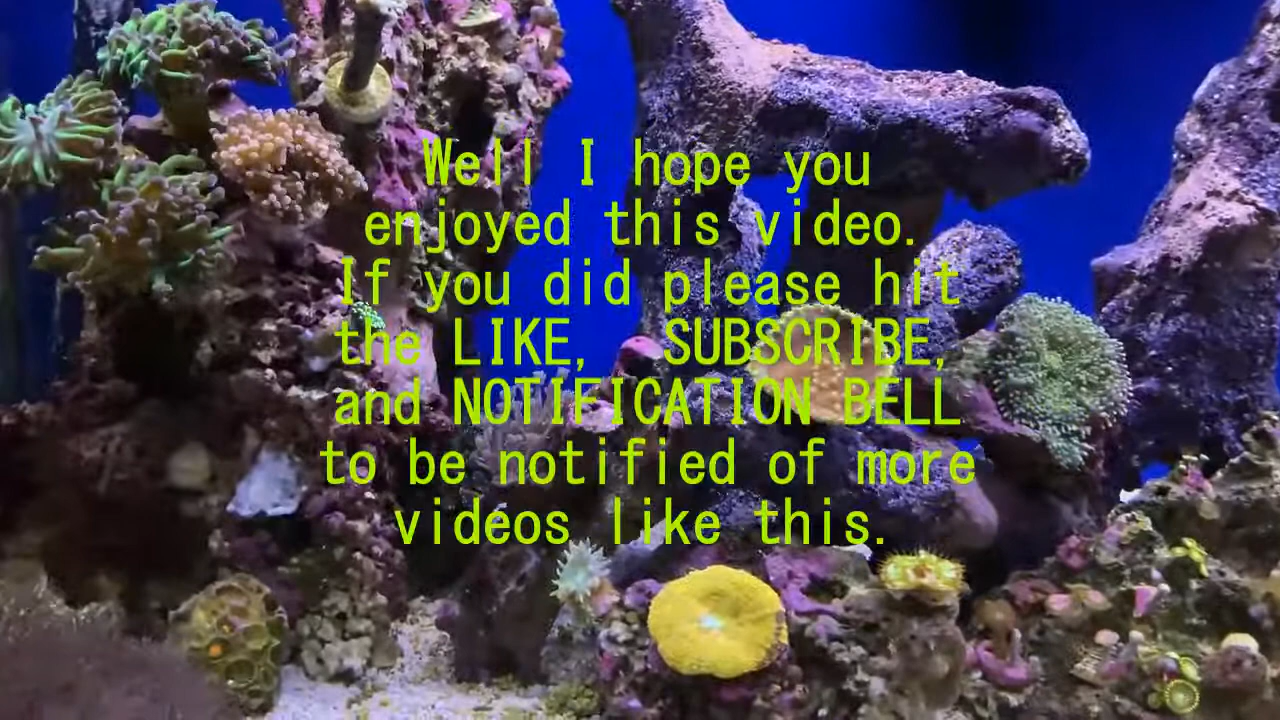 Well I hope you
enjoyed this video.
If you did please hit
the LIKE,  SUBSCRIBE,
and NOTIFICATION BELL
to be notified of more
videos like this.